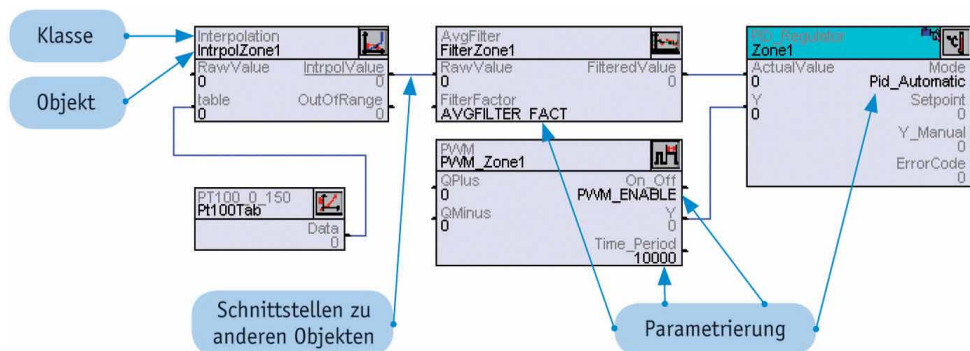 Klasse
Objekt
Interpolation
IntrpolZone1
RawValue IntrpolValue
0 0
table OutOfRange
0 0
PT100_0_150
Pt100Tab
Data
0
AvgFilter
FilterZone1
RawValue FilteredValue
0 0
FilterFactor
AVGFILTER_FACT
PWM
PWM_Zone1
QPlus On_Off
0 PWM_ENABLE
QMinus Y
0 0
Time_Period
10000
PID_Regulator
Zone1
°C
ActualValue Mode
0 Pid_Automatic
Y Setpoint
0 0
Y_Manual
0
ErrorCode
0
Schnittstellen zu
anderen Objekten
Parametrierung